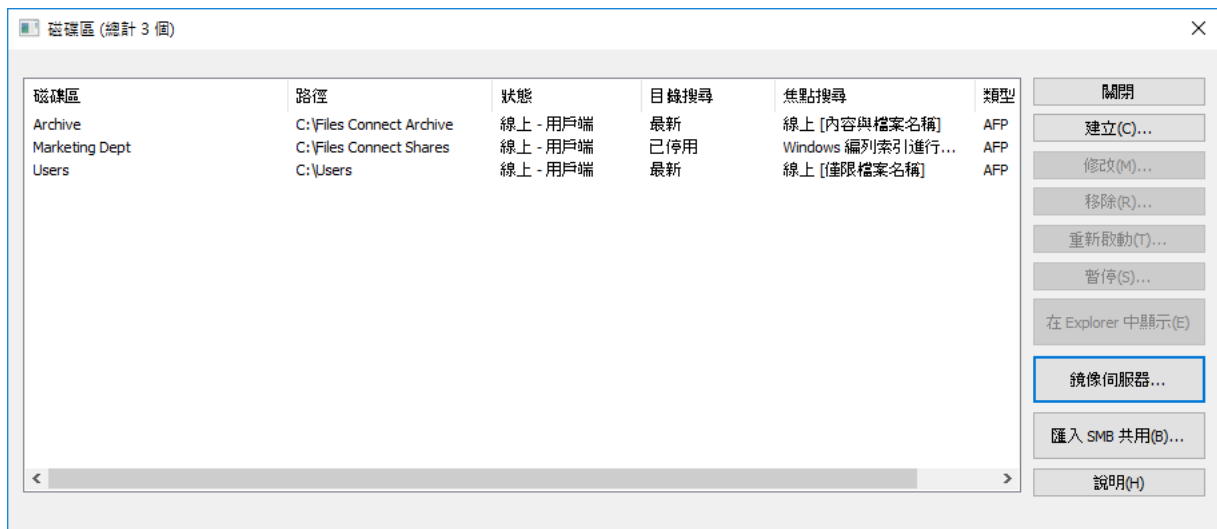 磁碟區 (總計 3 個)
磁碟區 路徑 狀態 目錄搜尋 焦點搜尋 類型
Archive C:\Files Connect Archive 線上 - 用戶端 最新 線上 [內容與檔案名稱] AFP
Marketing Dept C:\Files Connect Shares 線上 - 用戶端 已停用 Windows 編列索引進行... AFP
Users C:\Users 線上 - 用戶端 最新 線上 [僅限檔案名稱] AFP
關閉
建立(C)...
修改(M)...
移除(R)...
重新啟動(T)...
暫停(S)...
在 Explorer 中顯示(E)
鏡像伺服器...
匯入 SMB 共用(B)...
說明(H)